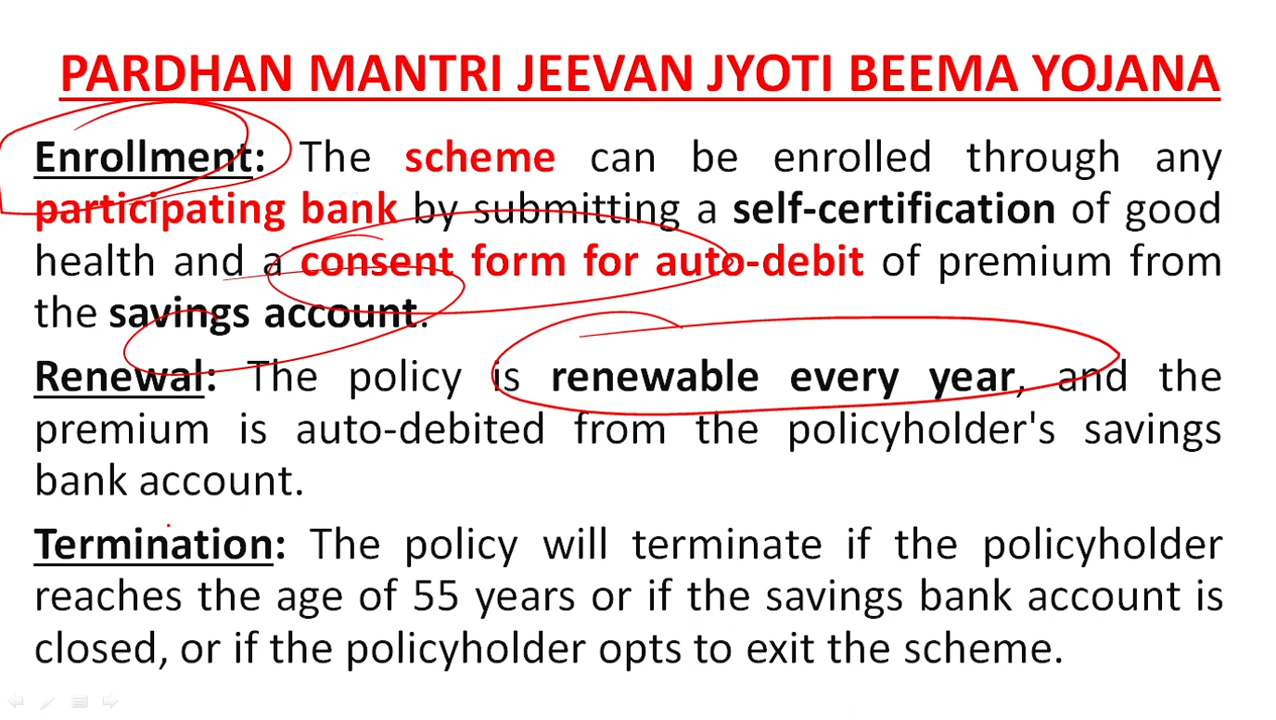 PARDHAN MANTRI JEEVAN JYOTI BEEMA YOJANA
Enrollment: The scheme can be enrolled through any
participating bank by submitting a self-certification of good
health and a consent form for auto-debit of premium from
the savings account.
Renewal: The policy is renewable every year, and the
premium is auto-debited from the policyholder's savings
bank account.
Termination: The policy will terminate if the policyholder
reaches the age of 55 years or if the savings bank account is
closed, or if the policyholder opts to exit the scheme.